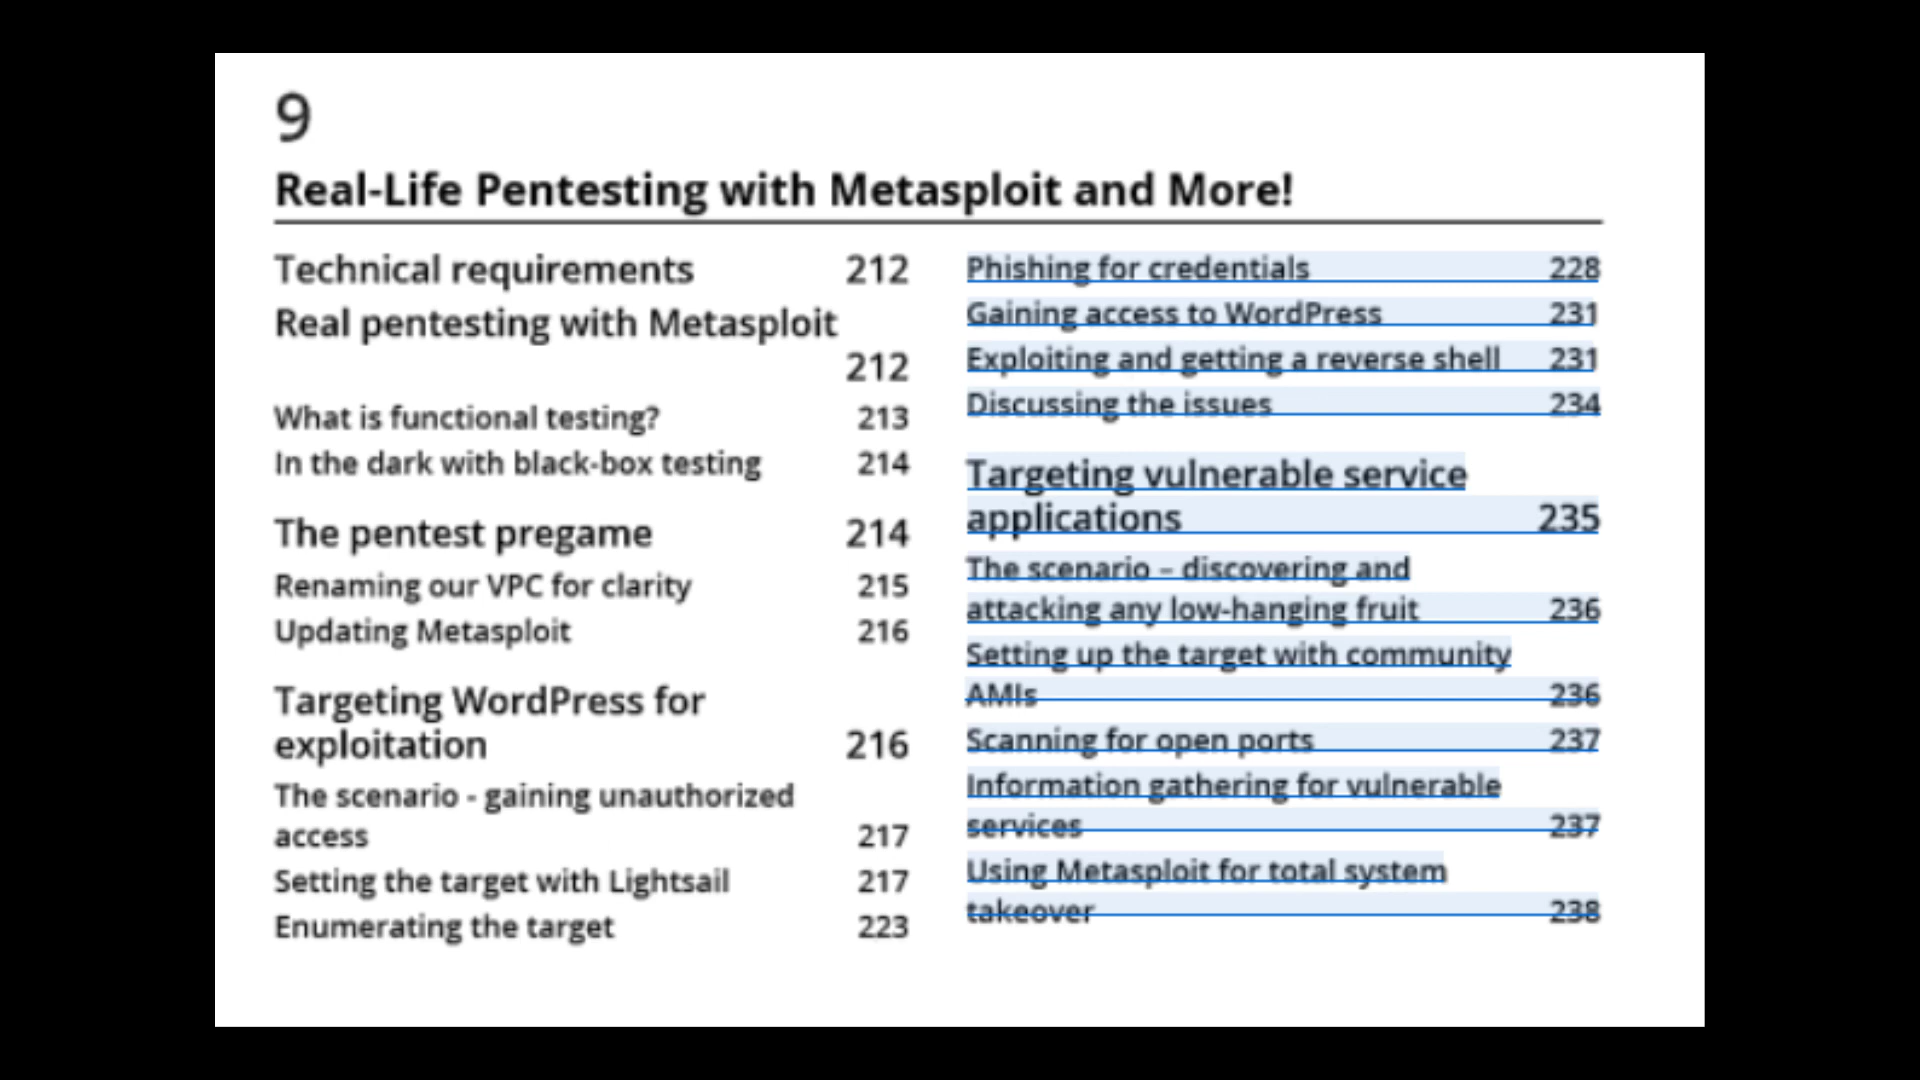 9
Real-Life Pentesting with Metasploit and More!
Technical requirements 212
Real pentesting with Metasploit
212
What is functional testing? 213
In the dark with black-box testing 214
The pentest pregame 214
Renaming our VPC for clarity 215
Updating Metasploit 216
Targeting WordPress for
exploitation 216
The scenario - gaining unauthorized
access 217
Setting the target with Lightsail 217
Enumerating the target 223
Phishing for credentials 228
Gaining access to WordPress 231
Exploiting and getting a reverse shell 231
Discussing the issues 234
Targeting vulnerable service
applications 235
The scenario – discovering and
attacking any low-hanging fruit 236
Setting up the target with community
AMIs 236
Scanning for open ports 237
Information gathering for vulnerable
services 237
Using Metasploit for total system
takeover 238